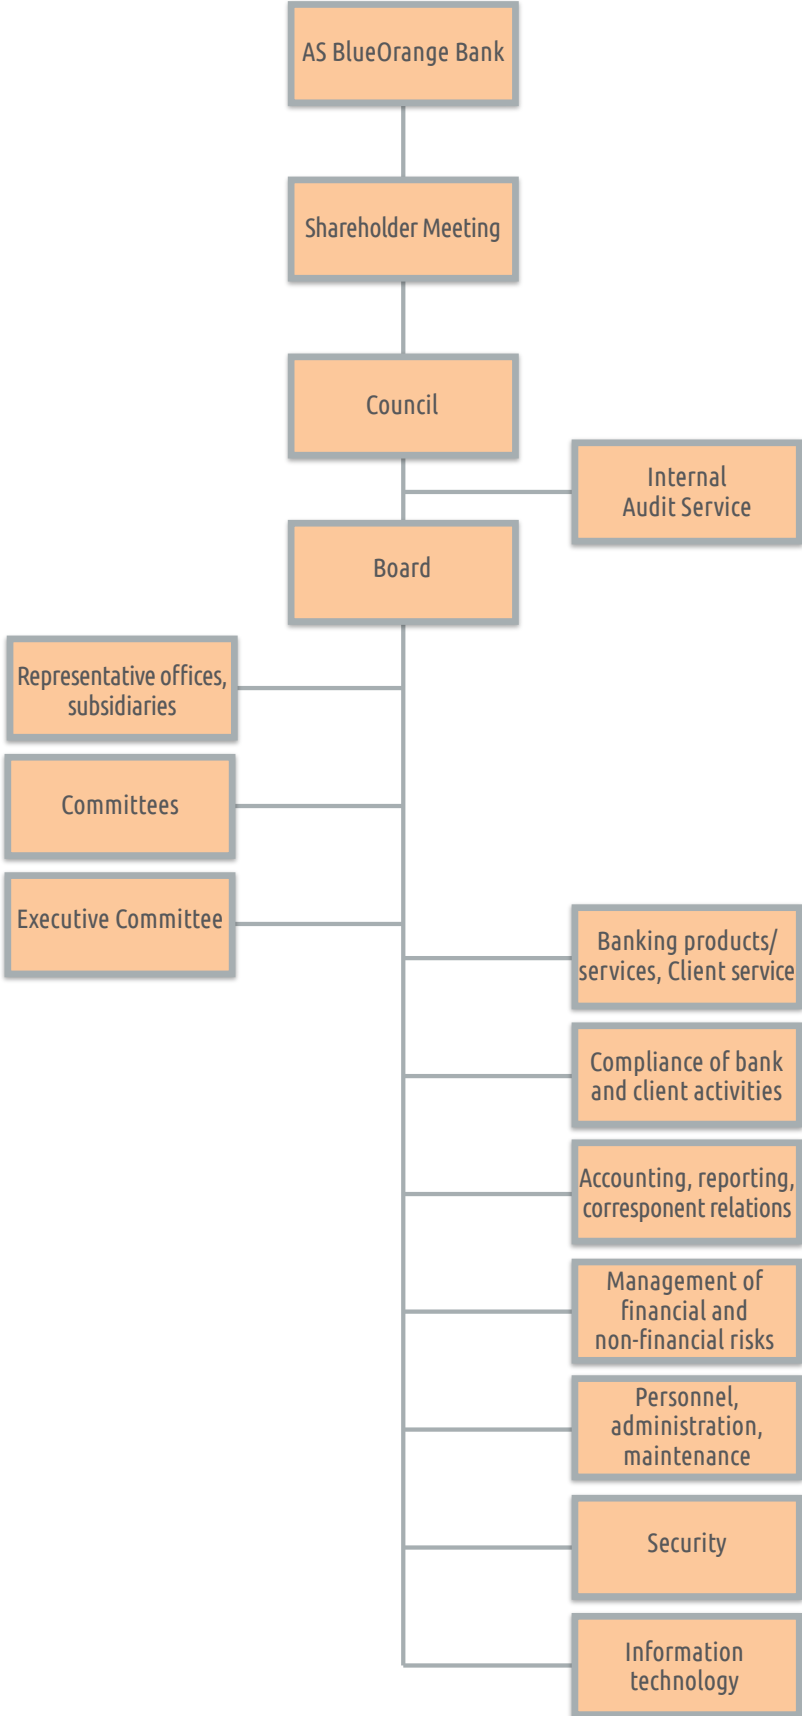 AS BlueOrange Bank
Shareholder Meeting
Council
Internal
Audit Service
Board
Representative offices,
subsidiaries
Committees
Executive Committee
Banking products/
services, Client service
Compliance of bank
and client activities
Accounting, reporting,
corresponent relations
Management of
financial and
non-financial risks
Personnel,
administration,
maintenance
Security
Information
technology